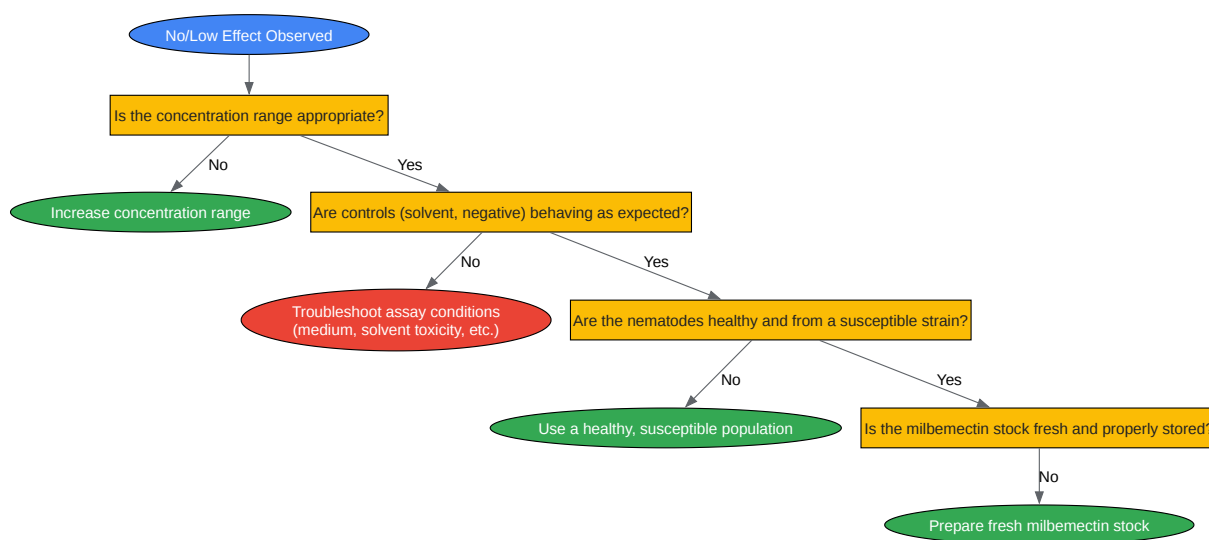 No/Low Effect Observed
Is the concentration range appropriate?
No
Yes
Increase concentration range
Are controls (solvent, negative) behaving as expected?
No
Yes
Troubleshoot assay conditions
(medium, solvent toxicity, etc.)
Are the nematodes healthy and from a susceptible strain?
No
Yes
Use a healthy, susceptible population
Is the milbemectin stock fresh and properly stored?
No
Prepare fresh milbemectin stock